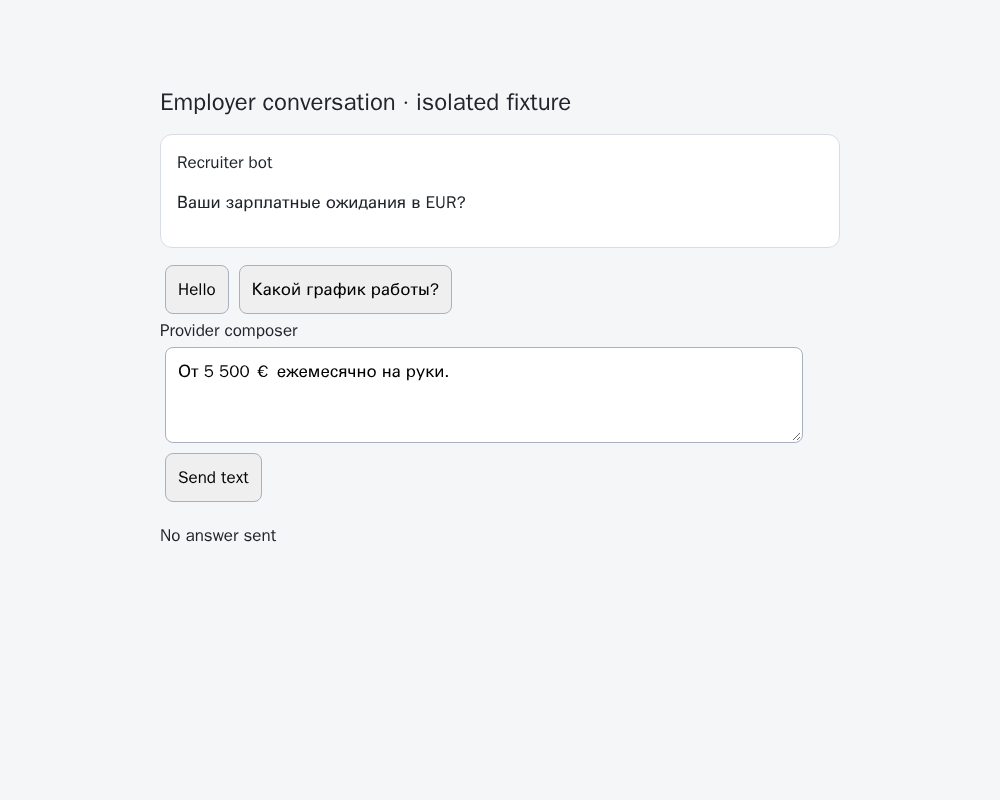 Employer conversation · isolated fixture
Recruiter bot
Ваши зарплатные ожидания в EUR?
Hello
Какой график работы?
Provider composer
От 5 500 € ежемесячно на руки.
Send text
No answer sent